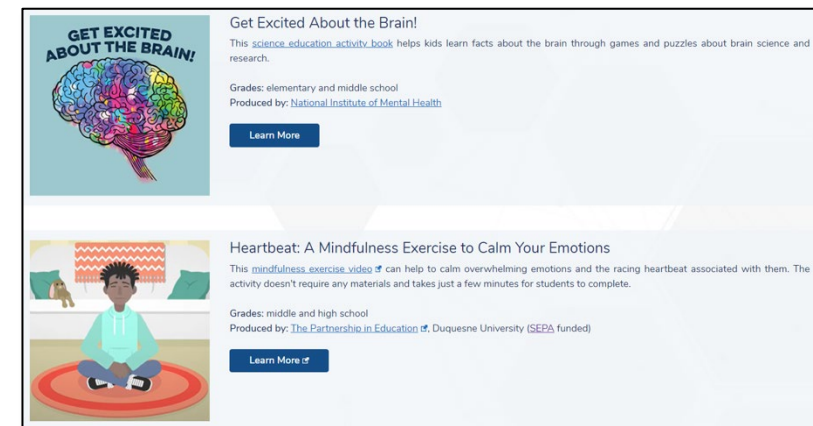 GET EXCITED
ABOUT THE BRAIN!
Get Excited About the Brain!
This science education activity book helps kids learn facts about the brain through games and puzzles about brain science and
research.
Grades: elementary and middle school
Produced by: National Institute of Mental Health
Learn More
Heartbeat: A Mindfulness Exercise to Calm Your Emotions
This mindfulness exercise video can help to calm overwhelming emotions and the racing heartbeat associated with them. The
activity doesn't require any materials and takes just a few minutes for students to complete.
Grades: middle and high school
Produced by: The Partnership in Education, Duquesne University (SEPA funded)
Learn More